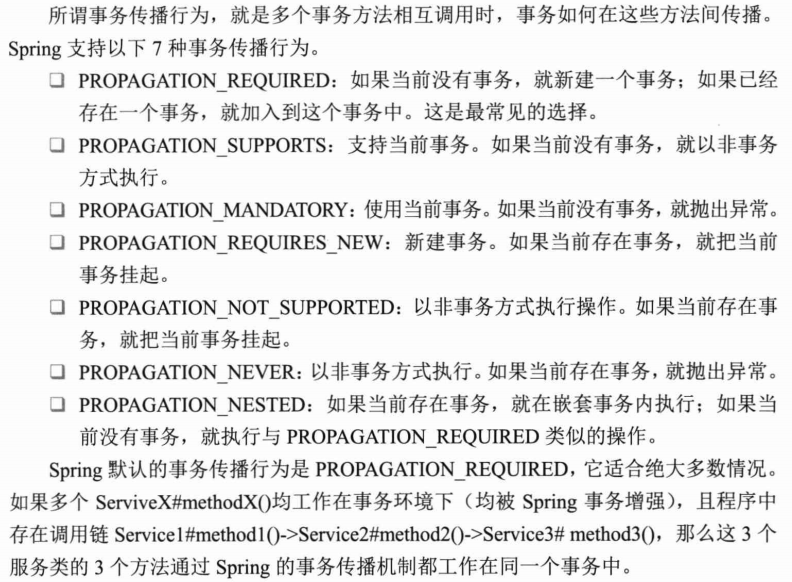 所谓事务传播行为，就是多个事务方法相互调用时，事务如何在这些方法间传播。
Spring 支持以下 7 种事务传播行为。
❑ PROPAGATION_REQUIRED：如果当前没有事务，就新建一个事务；如果已经
存在一个事务，就加入到这个事务中。这是最常见的选择。
❑ PROPAGATION_SUPPORTS：支持当前事务。如果当前没有事务，就以非事务
方式执行。
❑ PROPAGATION_MANDATORY：使用当前事务。如果当前没有事务，就抛出异常。
❑ PROPAGATION_REQUIRES_NEW：新建事务。如果当前存在事务，就把当前
事务挂起。
❑ PROPAGATION_NOT_SUPPORTED：以非事务方式执行操作。如果当前存在事
务，就把当前事务挂起。
❑ PROPAGATION_NEVER：以非事务方式执行。如果当前存在事务，就抛出异常。
❑ PROPAGATION_NESTED：如果当前存在事务，就在嵌套事务内执行；如果当
前没有事务，就执行与 PROPAGATION_REQUIRED 类似的操作。
Spring 默认的事务传播行为是 PROPAGATION_REQUIRED，它适合绝大多数情况。
如果多个 ServiveX#methodX()均工作在事务环境下（均被 Spring 事务增强），且程序中
存在调用链 Service1#method1()->Service2#method2()->Service3# method3()，那么这 3 个
服务类的 3 个方法通过 Spring 的事务传播机制都工作在同一个事务中。